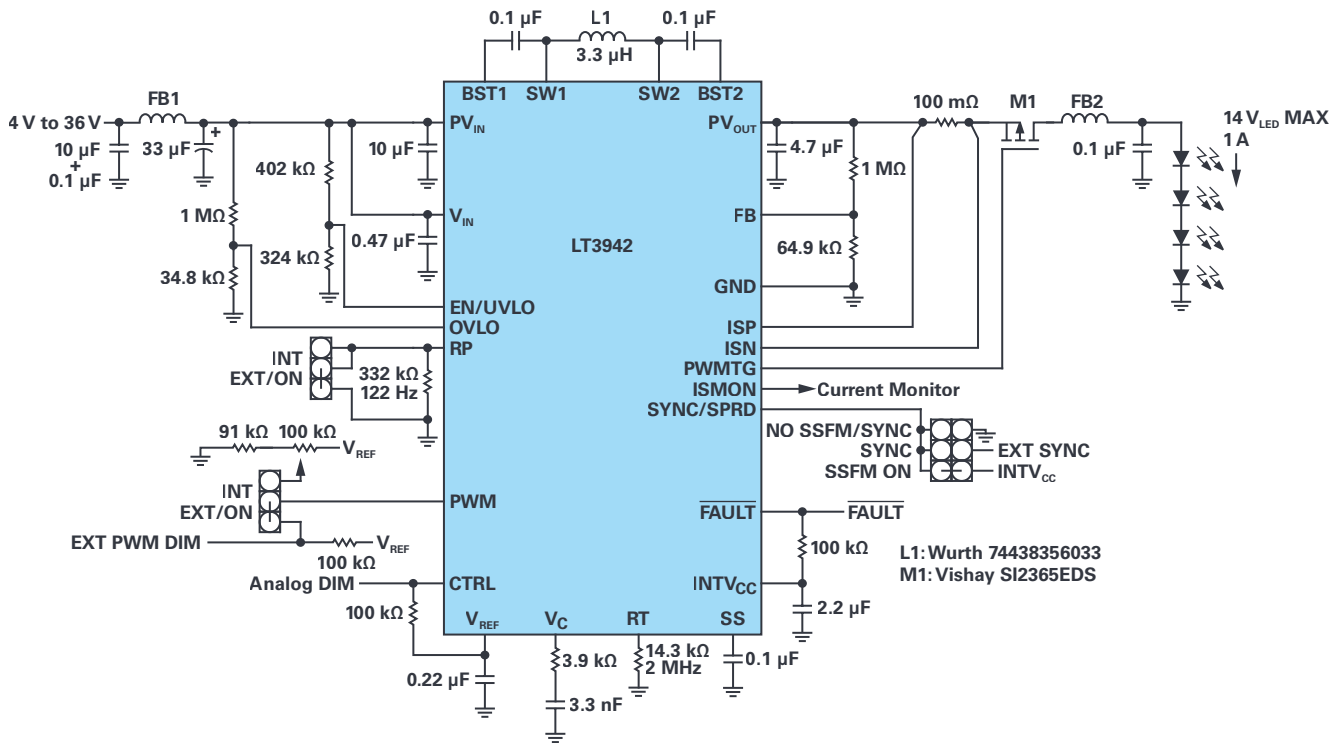 0.1 µF
L1
3.3 µH
0.1 µF
BST1
SW1
SW2
BST2
4 V to 36 V
FB1
10 µF
+
0.1 µF
33 µF
+
402 kΩ
1 MΩ
34.8 kΩ
324 kΩ
10 µF
0.47 µF
PVIN
VIN
EN/UVLO
OVLO
RP
INT
EXT/ON
332 kΩ
122 Hz
91 kΩ
100 kΩ
VREF
INT
EXT/ON
PWM
EXT PWM DIM
100 kΩ
VREF
Analog DIM
CTRL
100 kΩ
VREF
VC
RT
SS
0.22 µF
3.9 kΩ
3.3 nF
14.3 kΩ
2 MHz
0.1 µF
LT3942
PVOUT
FB
GND
ISP
ISN
PWMTG
ISMON
SYNC/SPRD
FAULT
INTVCC
4.7 µF
1 MΩ
64.9 kΩ
100 mΩ
M1
FB2
0.1 µF
14 VLED MAX
1 A
Current Monitor
NO SSFM/SYNC
SYNC
SSFM ON
EXT SYNC
INTVCC
FAULT
100 kΩ
2.2 µF
L1: Wurth 74438356033
M1: Vishay SI2365EDS